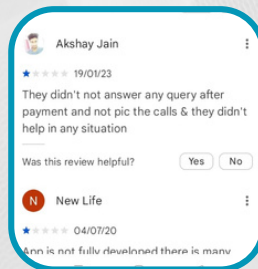 Akshay Jain
19/01/23
They didn't not answer any query after
payment and not pic the calls & they didn't
help in any situation
Was this review helpful? Yes No
N New Life
04/07/20
App is not fully developed there is many